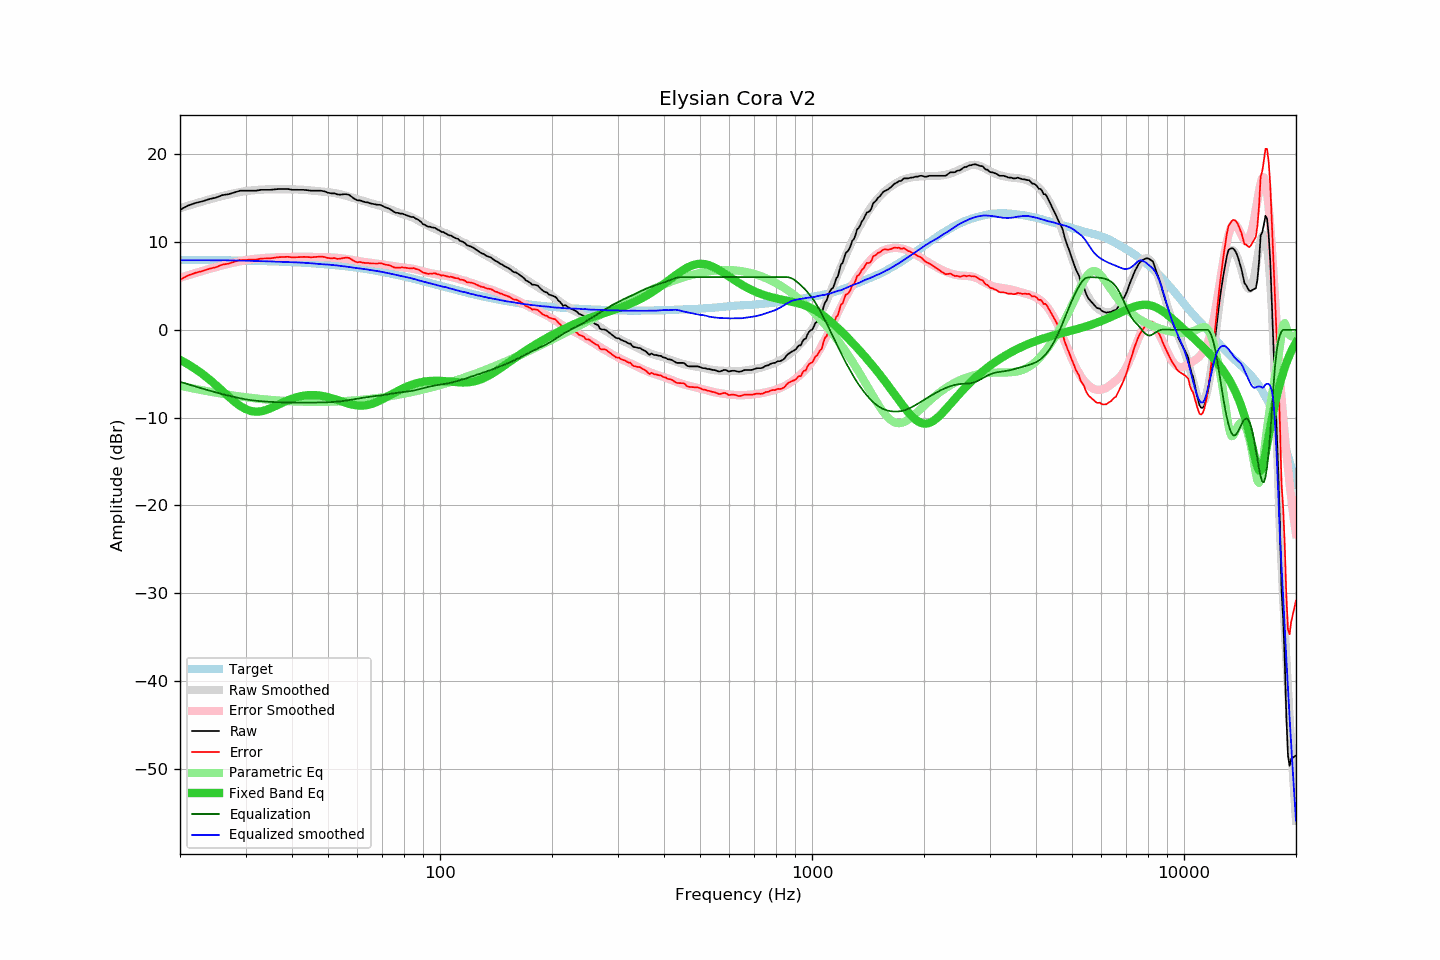 Elysian Cora V2
20
10
0
−10
−20
−30
−40
−50
Amplitude (dBr)
Target
Raw Smoothed
Error Smoothed
Raw
Error
Parametric Eq
Fixed Band Eq
Equalization
Equalized smoothed
100
1000
10000
Frequency (Hz)